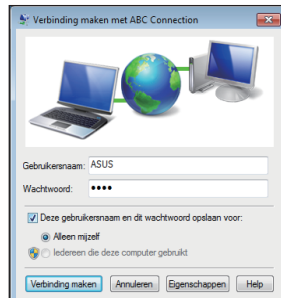 Verbinding maken met ABC Connection
Gebruikersnaam: ASUS
Wachtwoord: ••••
Deze gebruikersnaam en dit wachtwoord opslaan voor:
Alleen mijzelf
Iedereen die deze computer gebruikt
Verbinding maken Annuleren Eigenschappen Help